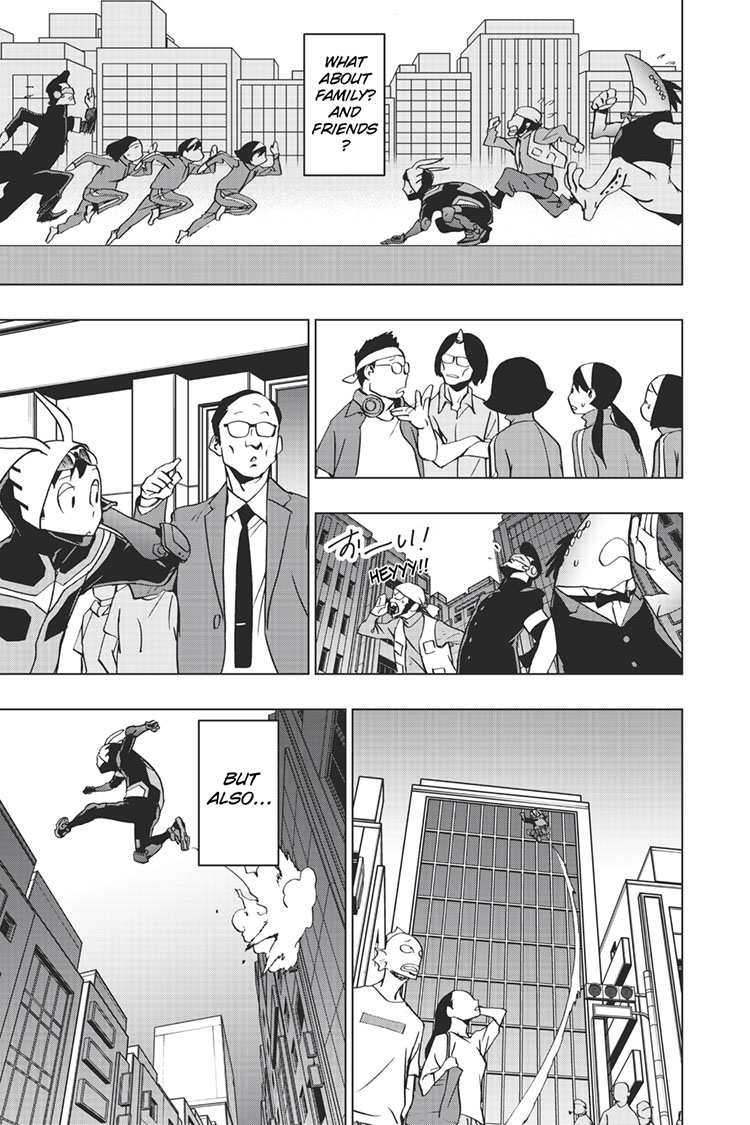 WHAT
ABOUT
FAMILY?
AND
FRIENDS
?
おーい!
HEYYY!!
BUT
ALSO...